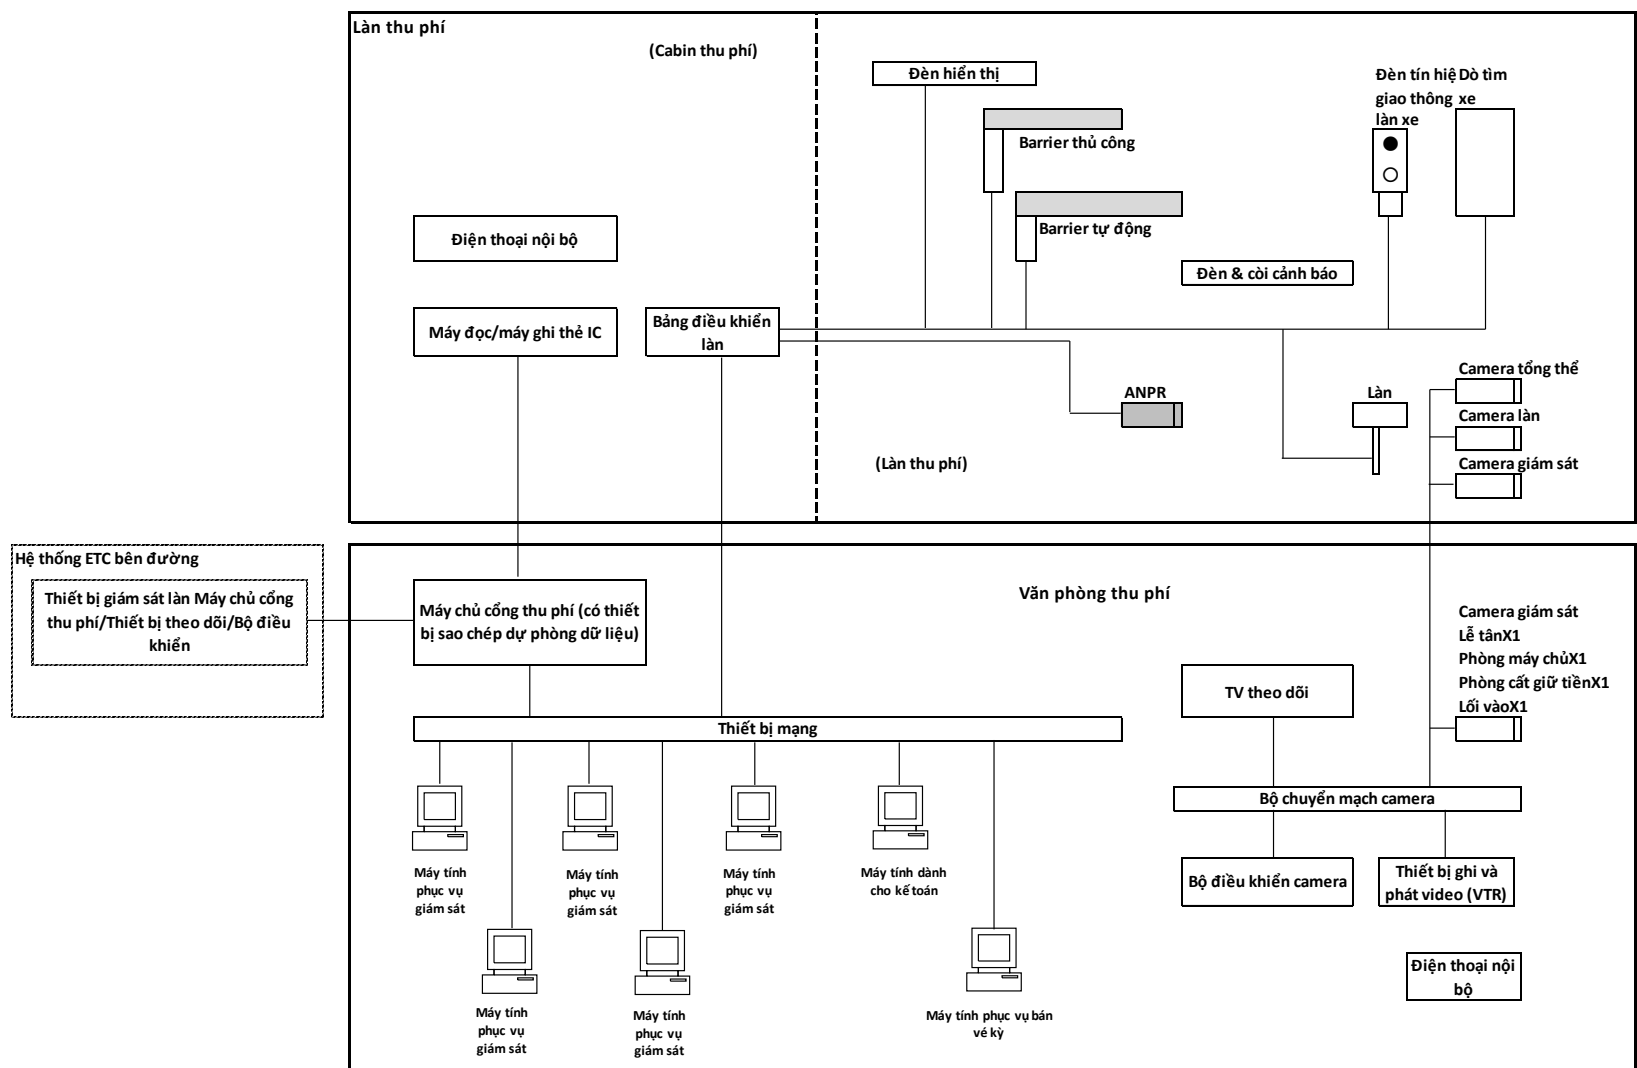 Làn thu phí
(Cabin thu phí)
Đèn hiển thị
Đèn tín hiệ
giao thông
làn xe
Dò tìm
xe
Barrier thủ công
Barrier tự động
Điện thoại nội bộ
Đèn & còi cảnh báo
Máy đọc/máy ghi thẻ IC
Bảng điều khiển
làn
ANPR
Làn
Camera tổng thể
Camera làn
Camera giám sát
(Làn thu phí)
Hệ thống ETC bên đường
Thiết bị giám sát làn Máy chủ cổng
thu phí/Thiết bị theo dõi/Bộ điều
khiển
Máy chủ cổng thu phí (có thiết
bị sao chép dự phòng dữ liệu)
Văn phòng thu phí
Camera giám sát
Lễ tânX1
Phòng máy chủX1
Phòng cất giữ tiềnX1
Lối vàoX1
TV theo dõi
Thiết bị mạng
Bộ chuyển mạch camera
Máy tính
phục vụ
giám sát
Máy tính
phục vụ
giám sát
Máy tính
phục vụ
giám sát
Máy tính dành
cho kế toán
Bộ điều khiển camera
Thiết bị ghi và
phát video (VTR)
Điện thoại nội
bộ
Máy tính
phục vụ
giám sát
Máy tính
phục vụ
giám sát
Máy tính phục vụ bán
vé kỳ